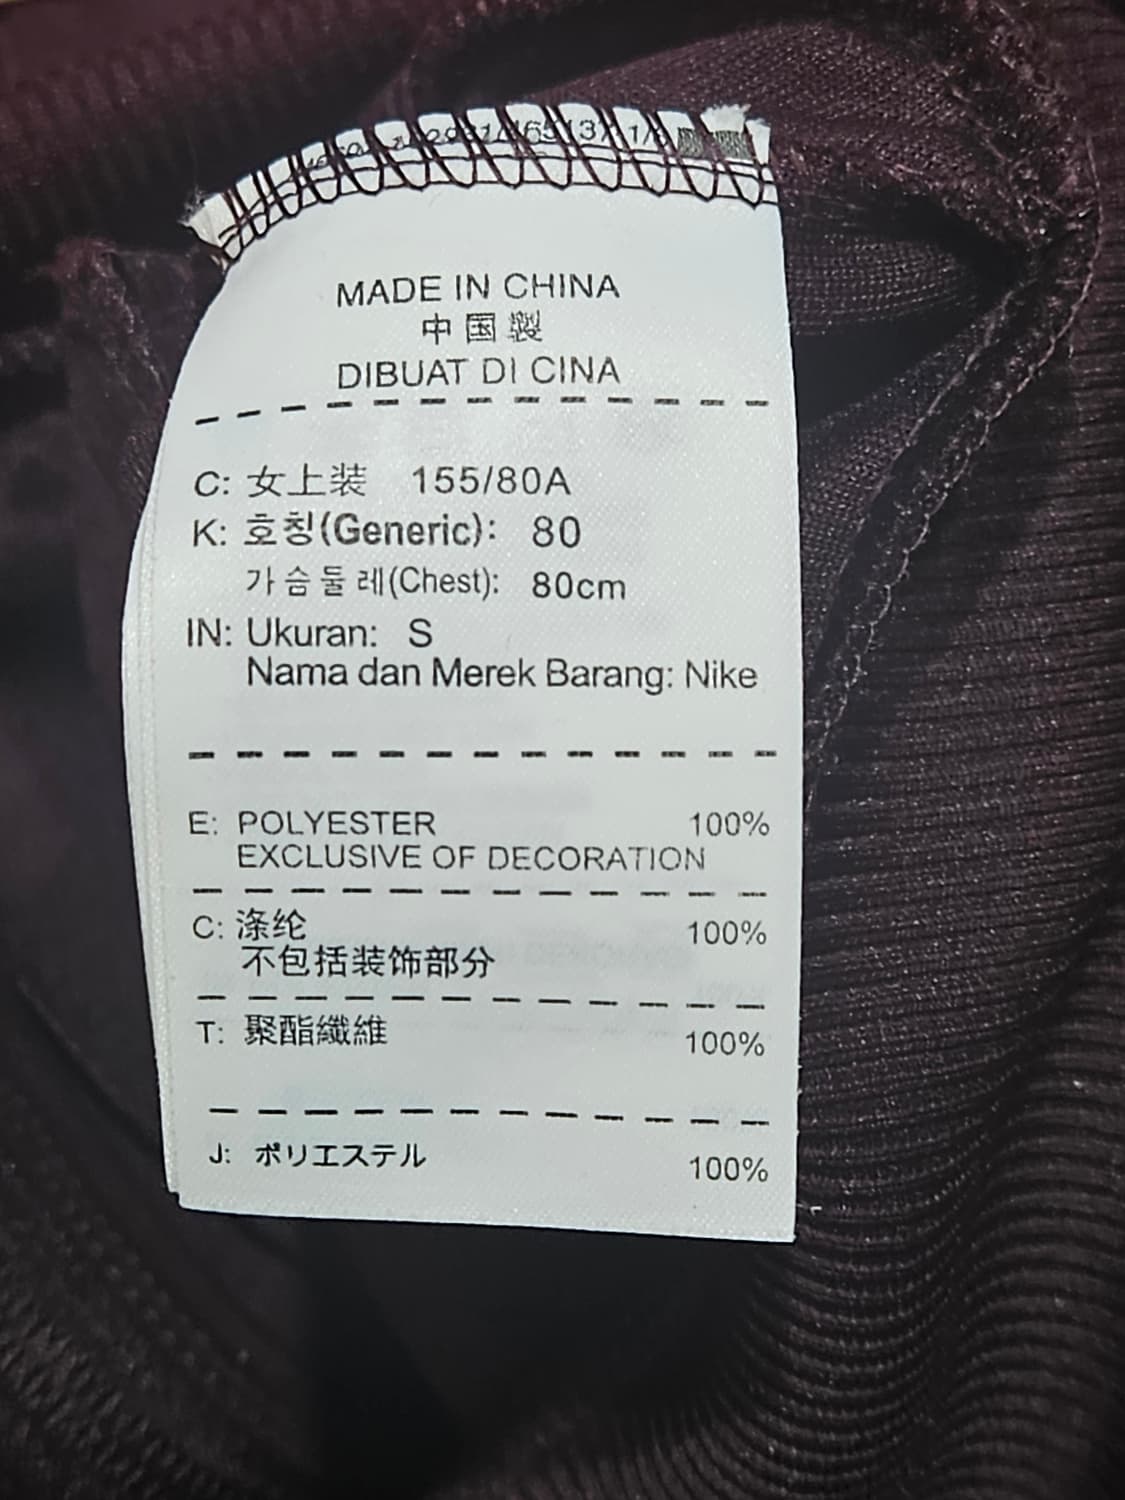 MADE IN CHINA
中国製
DIBUAT DI CINA
C: 女上装 155/80A
K: 호칭(Generic): 80
가슴둘레(Chest): 80cm
IN: Ukuran: S
Nama dan Merek Barang: Nike
E: POLYESTER 100%
EXCLUSIVE OF DECORATION
C: 涤纶 100%
不包括装饰部分
T: 聚酯纖維 100%
J: ポリエステル 100%